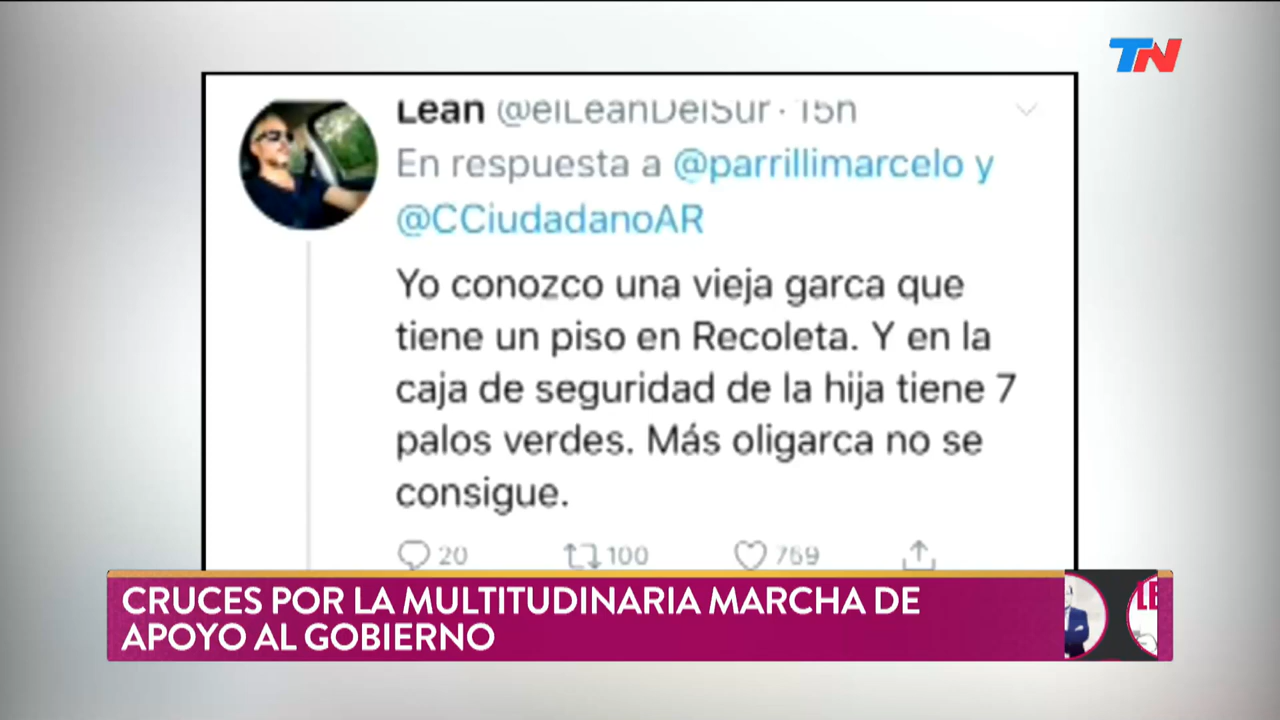 TN
Lean @elLeanDelSur · 15h
En respuesta a @parrillimarcelo y
@CCiudadanoAR
Yo conozco una vieja garca que
tiene un piso en Recoleta. Y en la
caja de seguridad de la hija tiene 7
palos verdes. Más oligarca no se
consigue.
20 100 769
CRUCES POR LA MULTITUDINARIA MARCHA DE
APOYO AL GOBIERNO
LE